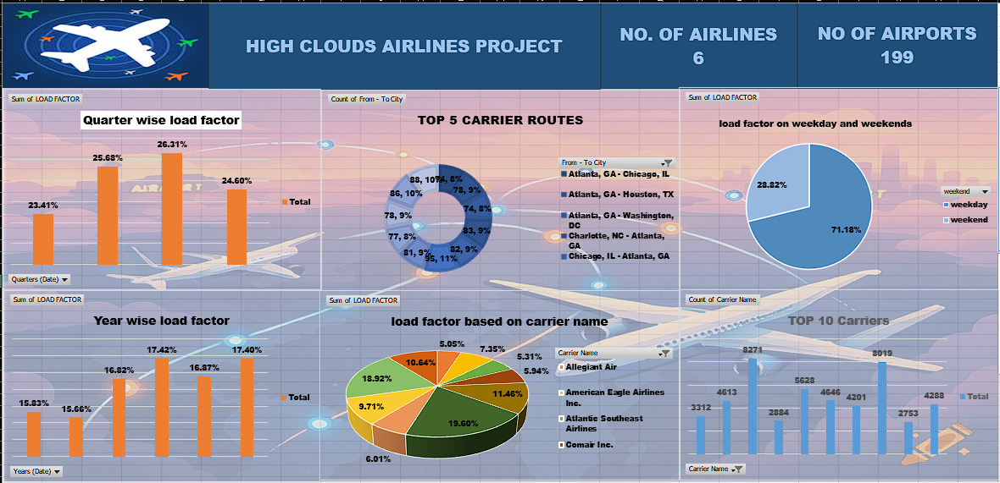 HIGH CLOUDS AIRLINES PROJECT
NO. OF AIRLINES
6
NO OF AIRPORTS
199
Sum of LOAD FACTOR
Quarter wise load factor
23.41%
25.68%
26.31%
24.60%
Total
Quarters (Date)
Count of From - To City
TOP 5 CARRIER ROUTES
74, 8%
78, 9%
74, 8%
83, 9%
82, 9%
95, 11%
81, 9%
77, 8%
78, 9%
86, 10%
88, 10%
From - To City
Atlanta, GA - Chicago, IL
Atlanta, GA - Houston, TX
Atlanta, GA - Washington,
DC
Charlotte, NC - Atlanta,
GA
Chicago, IL - Atlanta, GA
Sum of LOAD FACTOR
load factor on weekday and weekends
28.82%
71.18%
weekend
weekday
weekend
Sum of LOAD FACTOR
Year wise load factor
15.83%
15.66%
16.82%
17.42%
16.87%
17.40%
Total
Years (Date)
Sum of LOAD FACTOR
load factor based on carrier name
5.05%
7.35%
5.31%
5.94%
11.46%
19.60%
6.01%
9.71%
18.92%
10.64%
Carrier Name
Allegiant Air
American Eagle Airlines
Inc.
Atlantic Southeast
Airlines
Comair Inc.
Count of Carrier Name
TOP 10 Carriers
3312
4613
8271
2884
5628
4646
4201
8019
2753
4288
Total
Carrier Name